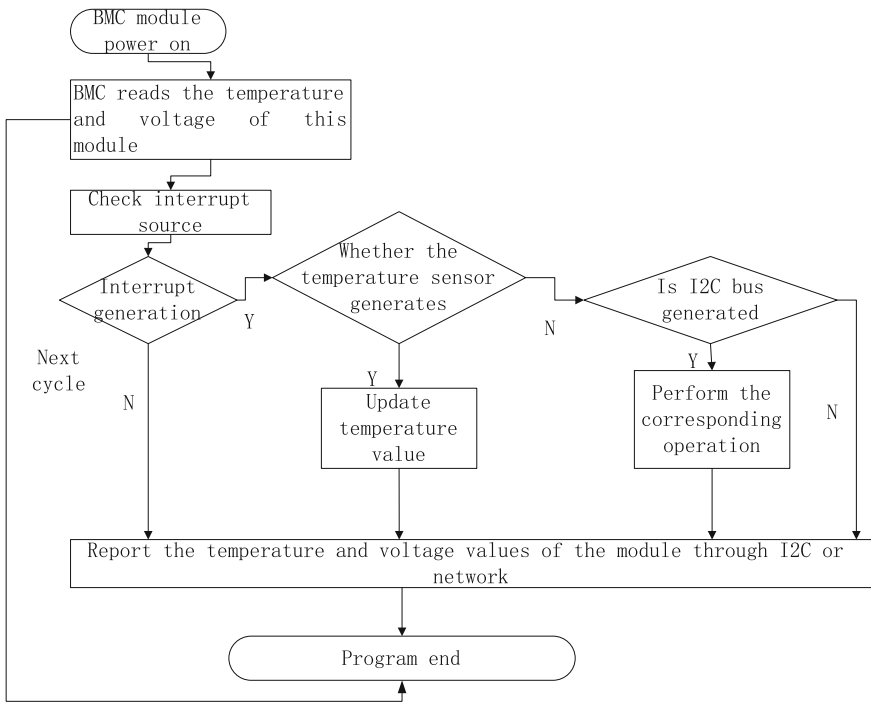 BMC module
power on
BMC reads the temperature
and voltage of this
module
Check interrupt
source
Interrupt
generation
Y
Whether the
temperature sensor
generates
N
Is I2C bus
generated
Next
cycle
N
Y
Update
temperature
value
Y
Perform the
corresponding
operation
N
Report the temperature and voltage values of the module through I2C or
network
Program end